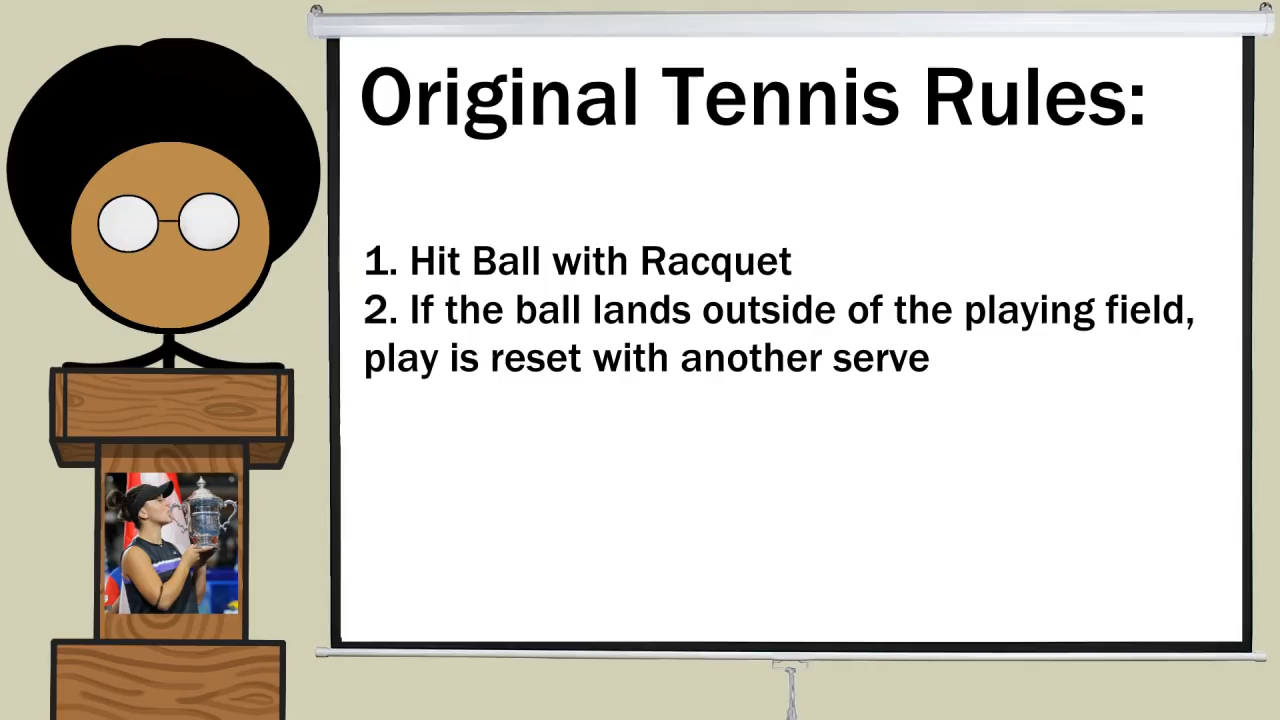 Original Tennis Rules:
1. Hit Ball with Racquet
2. If the ball lands outside of the playing field,
play is reset with another serve